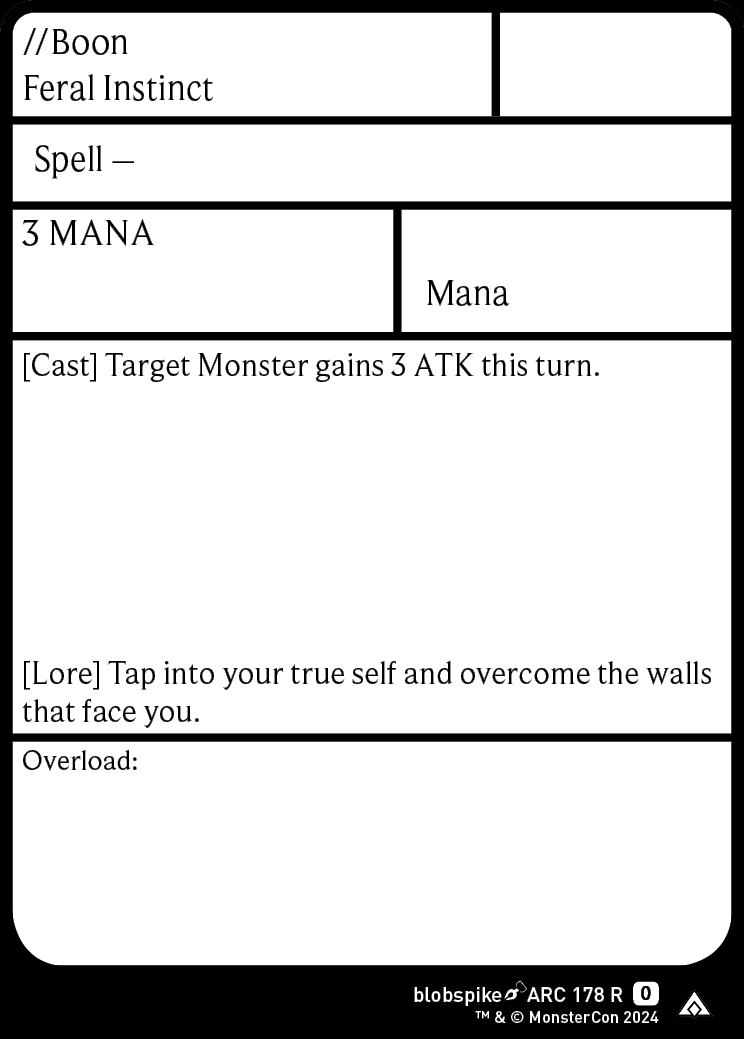 //Boon
Feral Instinct
Spell —
3 MANA
Mana
[Cast] Target Monster gains 3 ATK this turn.
[Lore] Tap into your true self and overcome the walls
that face you.
Overload:
blobspike ARC 178 R 0
™ & © MonsterCon 2024